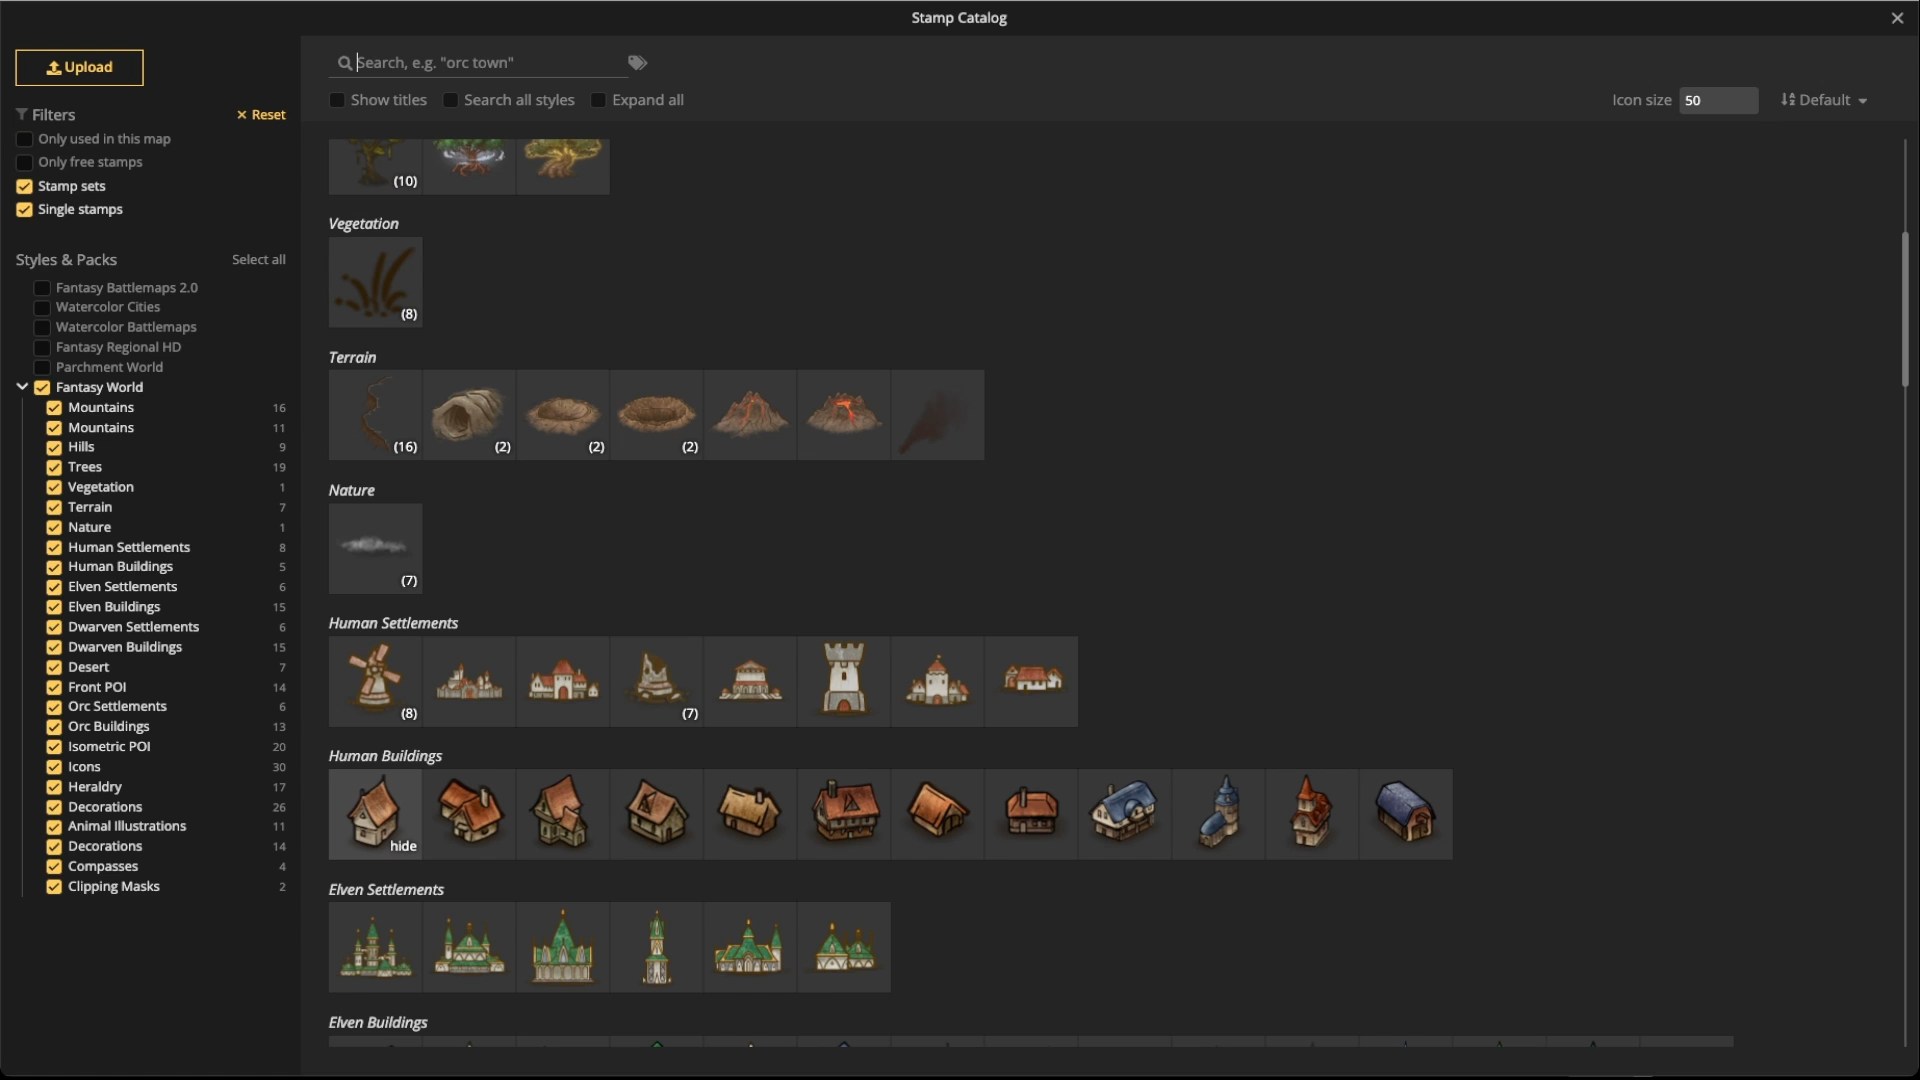 Stamp Catalog
Upload
Filters
Reset
Only used in this map
Only free stamps
Stamp sets
Single stamps
Styles & Packs
Select all
Fantasy Battlemaps 2.0
Watercolor Cities
Watercolor Battlemaps
Fantasy Regional HD
Parchment World
Fantasy World
Mountains 16
Mountains 11
Hills 9
Trees 19
Vegetation 1
Terrain 7
Nature 1
Human Settlements 8
Human Buildings 5
Elven Settlements 6
Elven Buildings 15
Dwarven Settlements 6
Dwarven Buildings 15
Desert 7
Front POI 14
Orc Settlements 6
Orc Buildings 13
Isometric POI 20
Icons 30
Heraldry 17
Decorations 26
Animal Illustrations 11
Decorations 14
Compasses 4
Clipping Masks 2
Search, e.g. "orc town"
Show titles
Search all styles
Expand all
Icon size 50
Default
(10)
Vegetation
(8)
Terrain
(16) (2) (2) (2)
Nature
(7)
Human Settlements
(8) (7)
Human Buildings
hide
Elven Settlements
Elven Buildings